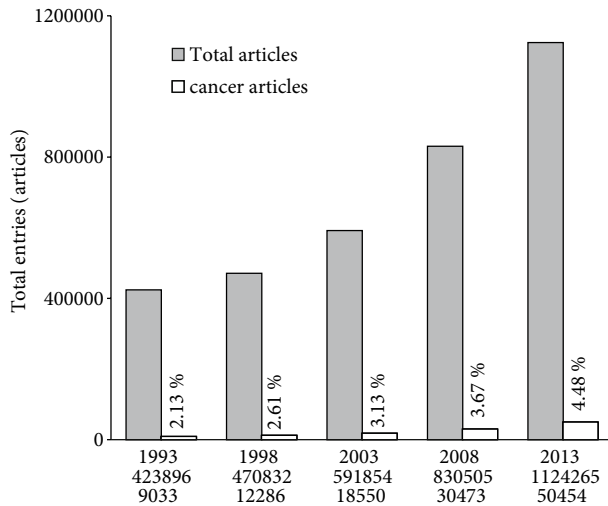 Total entries (articles)
1200000
800000
400000
0
Total articles
cancer articles
2.13 %
2.61 %
3.13 %
3.67 %
4.48 %
1993 1998 2003 2008 2013
423896 470832 591854 830505 1124265
9033 12286 18550 30473 50454